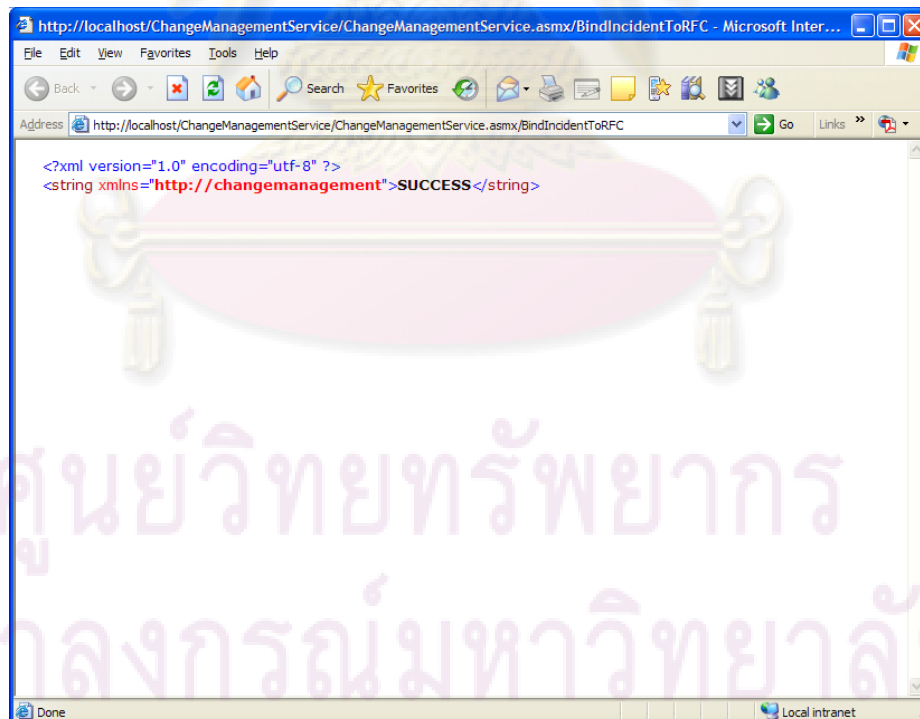 http://localhost/ChangeManagementService/ChangeManagementService.asmx/BindIncidentToRFC - Microsoft Inter...
File Edit View Favorites Tools Help
Back Search Favorites
Address http://localhost/ChangeManagementService/ChangeManagementService.asmx/BindIncidentToRFC Go Links »
<?xml version="1.0" encoding="utf-8" ?>
<string xmlns="http://changemanagement">SUCCESS</string>
ศูนย์วิทยทรัพยากร
าลงกรณ์มหาวิทยาลั
Done Local intranet